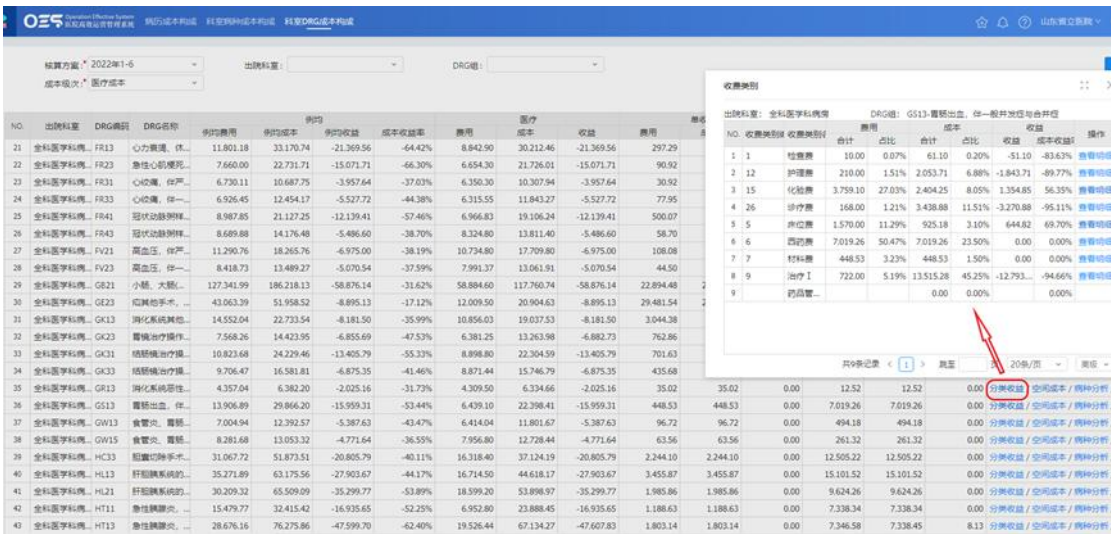 OES Operation Effective System 医院高效运营管理系统 病历成本构成 科室病种成本构成 科室DRG成本构成
核算方案: * 2022年1-6 出院科室: DRG组:
成本级次: * 医疗成本
收费类别
出院科室: 全科医学科病房 DRG组: GS13-胃肠出血,伴一般并发症与合并症
费用 成本 收益
NO. 收费类别 收费类别 合计 占比 合计 占比 收益 成本收益 操作
1 1 检查费 10.00 0.07% 61.10 0.20% -51.10 -83.63% 查看明细
2 12 护理费 210.00 1.51% 2.053.71 6.88% -1.843.71 -89.77% 查看明细
3 15 化验费 3.759.10 27.03% 2.404.25 8.05% 1.354.85 56.35% 查看明细
4 26 诊疗费 168.00 1.21% 3.438.88 11.51% -3.270.88 -95.11% 查看明细
5 5 床位费 1.570.00 11.29% 925.18 3.10% 644.82 69.70% 查看明细
6 6 西药费 7.019.26 50.47% 7.019.26 23.50% 0.00 0.00% 查看明细
7 7 材料费 448.53 3.23% 448.53 1.50% 0.00 0.00% 查看明细
8 9 治疗 I 722.00 5.19% 13.515.28 45.25% -12.793... -94.66% 查看明细
9 药品管... 0.00 0.00% 0.00%
共9条记录 < 1 > 跳至 页 20条/页 高级
例均 医疗
NO. 出院科室 DRG编码 DRG名称 例均费用 例均成本 例均收益 成本收益率 费用 成本 收益 费用
21 全科医学科病... FR13 心力衰竭、休... 11.801.18 33.170.74 -21.369.56 -64.42% 8.842.90 30.212.46 -21.369.56 297.29
22 全科医学科病... FR23 急性心肌梗死... 7.660.00 22.731.71 -15.071.71 -66.30% 6.654.30 21.726.01 -15.071.71 90.92
23 全科医学科病... FR31 心绞痛,伴严... 6.730.11 10.687.75 -3.957.64 -37.03% 6.350.30 10.307.94 -3.957.64 30.92
24 全科医学科病... FR33 心绞痛,伴一... 6.926.45 12.454.17 -5.527.72 -44.38% 6.315.55 11.843.27 -5.527.72 77.95
25 全科医学科病... FR41 冠状动脉粥样... 8.987.85 21.127.25 -12.139.41 -57.46% 6.966.83 19.106.24 -12.139.41 500.07
26 全科医学科病... FR43 冠状动脉粥样... 8.689.88 14.176.48 -5.486.60 -38.70% 8.324.80 13.811.40 -5.486.60 58.70
27 全科医学科病... FV21 高血压,伴严... 11.290.76 18.265.76 -6.975.00 -38.19% 10.734.80 17.709.80 -6.975.00 108.08
28 全科医学科病... FV23 高血压,伴一... 8.418.73 13.489.27 -5.070.54 -37.59% 7.991.37 13.061.91 -5.070.54 44.50
29 全科医学科病... GB21 小肠、大肠(... 127.341.99 186.218.13 -58.876.14 -31.62% 58.884.60 117.760.74 -58.876.14 22.894.48
30 全科医学科病... GE23 疝其他手术,... 43.063.39 51.958.52 -8.895.13 -17.12% 12.009.50 20.904.63 -8.895.13 29.481.54
31 全科医学科病... GK13 消化系统其他... 14.552.04 22.733.54 -8.181.50 -35.99% 10.856.03 19.037.53 -8.181.50 3.044.38
32 全科医学科病... GK23 胃镜治疗操作... 7.568.26 14.423.95 -6.855.69 -47.53% 6.381.25 13.263.98 -6.882.73 762.86
33 全科医学科病... GK31 结肠镜治疗操... 10.823.68 24.229.46 -13.405.79 -55.33% 8.898.80 22.304.59 -13.405.79 701.63
34 全科医学科病... GK33 结肠镜治疗操... 9.706.47 16.581.81 -6.875.35 -41.46% 8.871.44 15.746.79 -6.875.35 435.68
35 全科医学科病... GR13 消化系统恶性... 4.357.04 6.382.20 -2.025.16 -31.73% 4.309.50 6.334.66 -2.025.16 35.02 35.02 0.00 12.52 12.52 0.00 分类收益 / 空间成本 / 病种分析
36 全科医学科病... GS13 胃肠出血,伴... 13.906.89 29.866.20 -15.959.31 -53.44% 6.439.10 22.398.41 -15.959.31 448.53 448.53 0.00 7.019.26 7.019.26 0.00 分类收益 / 空间成本 / 病种分析
37 全科医学科病... GW13 食管炎、胃肠... 7.004.94 12.392.57 -5.387.63 -43.47% 6.414.04 11.801.67 -5.387.63 96.72 96.72 0.00 494.18 494.18 0.00 分类收益 / 空间成本 / 病种分析
38 全科医学科病... GW15 食管炎、胃肠... 8.281.68 13.053.32 -4.771.64 -36.55% 7.956.80 12.728.44 -4.771.64 63.56 63.56 0.00 261.32 261.32 0.00 分类收益 / 空间成本 / 病种分析
39 全科医学科病... HC33 胆囊切除手术... 31.067.72 51.873.51 -20.805.79 -40.11% 16.318.40 37.124.19 -20.805.79 2.244.10 2.244.10 0.00 12.505.22 12.505.22 0.00 分类收益 / 空间成本 / 病种分析
40 全科医学科病... HL13 肝胆胰系统的... 35.271.89 63.175.56 -27.903.67 -44.17% 16.714.50 44.618.17 -27.903.67 3.455.87 3.455.87 0.00 15.101.52 15.101.52 0.00 分类收益 / 空间成本 / 病种分析
41 全科医学科病... HL21 肝胆胰系统的... 30.209.32 65.509.09 -35.299.77 -53.89% 18.599.20 53.898.97 -35.299.77 1.985.86 1.985.86 0.00 9.624.26 9.624.26 0.00 分类收益 / 空间成本 / 病种分析
42 全科医学科病... HT11 急性胰腺炎,... 15.479.77 32.415.42 -16.935.65 -52.25% 6.952.80 23.888.45 -16.935.65 1.188.63 1.188.63 0.00 7.338.34 7.338.34 0.00 分类收益 / 空间成本 / 病种分析
43 全科医学科病... HT13 急性胰腺炎,... 28.676.16 76.275.86 -47.599.70 -62.40% 19.526.44 67.134.27 -47.607.83 1.803.14 1.803.14 0.00 7.346.58 7.338.45 8.13 分类收益 / 空间成本 / 病种分析